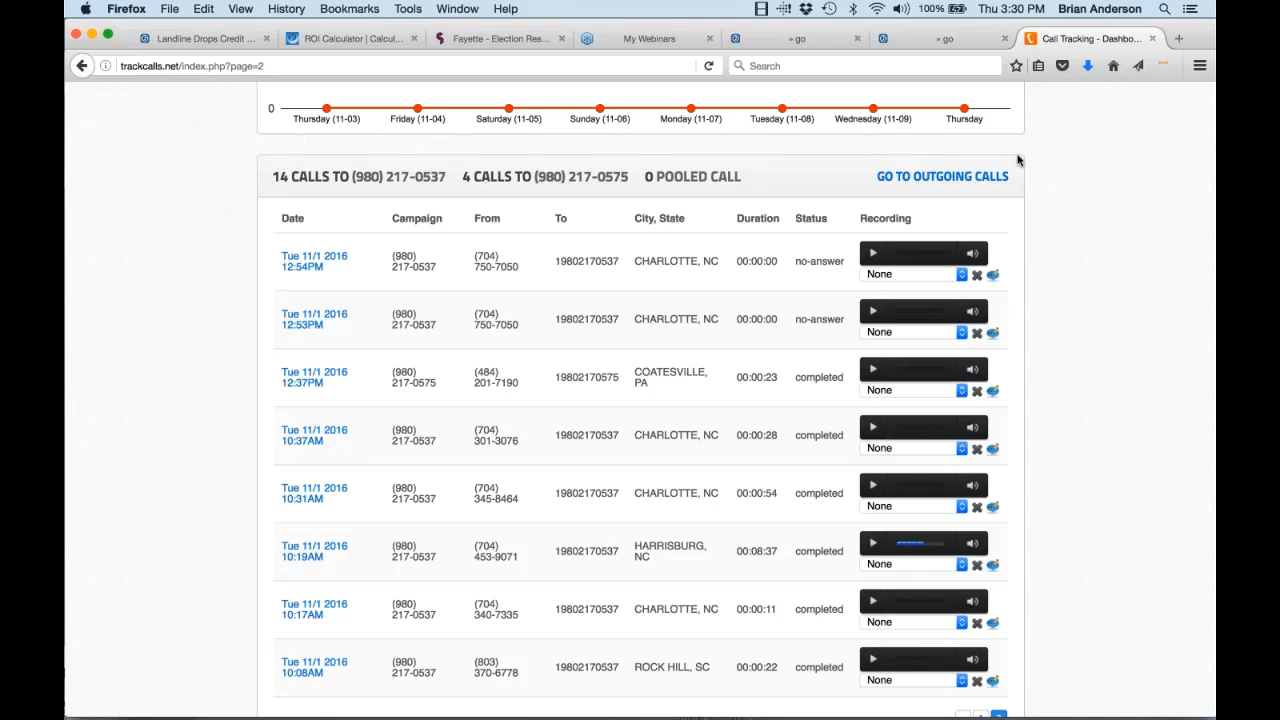 Firefox File Edit View History Bookmarks Tools Window Help 100% Thu 3:30 PM Brian Anderson
Landline Drops Credit ... ROI Calculator | Calcul... Fayette - Election Res... My Webinars » go » go Call Tracking - Dashbo...
trackcalls.net/index.php?page=2 Search
0
Thursday (11-03) Friday (11-04) Saturday (11-05) Sunday (11-06) Monday (11-07) Tuesday (11-08) Wednesday (11-09) Thursday
14 CALLS TO (980) 217-0537 4 CALLS TO (980) 217-0575 0 POOLED CALL GO TO OUTGOING CALLS
Date Campaign From To City, State Duration Status Recording
Tue 11/1 2016 (980) (704)
12:54PM 217-0537 750-7050 19802170537 CHARLOTTE, NC 00:00:00 no-answer
None
Tue 11/1 2016 (980) (704)
12:53PM 217-0537 750-7050 19802170537 CHARLOTTE, NC 00:00:00 no-answer
None
Tue 11/1 2016 (980) (484) COATESVILLE,
12:37PM 217-0575 201-7190 19802170575 PA 00:00:23 completed
None
Tue 11/1 2016 (980) (704)
10:37AM 217-0537 301-3076 19802170537 CHARLOTTE, NC 00:00:28 completed
None
Tue 11/1 2016 (980) (704)
10:31AM 217-0537 345-8464 19802170537 CHARLOTTE, NC 00:00:54 completed
None
Tue 11/1 2016 (980) (704) HARRISBURG,
10:19AM 217-0537 453-9071 19802170537 NC 00:08:37 completed
None
Tue 11/1 2016 (980) (704)
10:17AM 217-0537 340-7335 19802170537 CHARLOTTE, NC 00:00:11 completed
None
Tue 11/1 2016 (980) (803)
10:08AM 217-0537 370-6778 19802170537 ROCK HILL, SC 00:00:22 completed
None